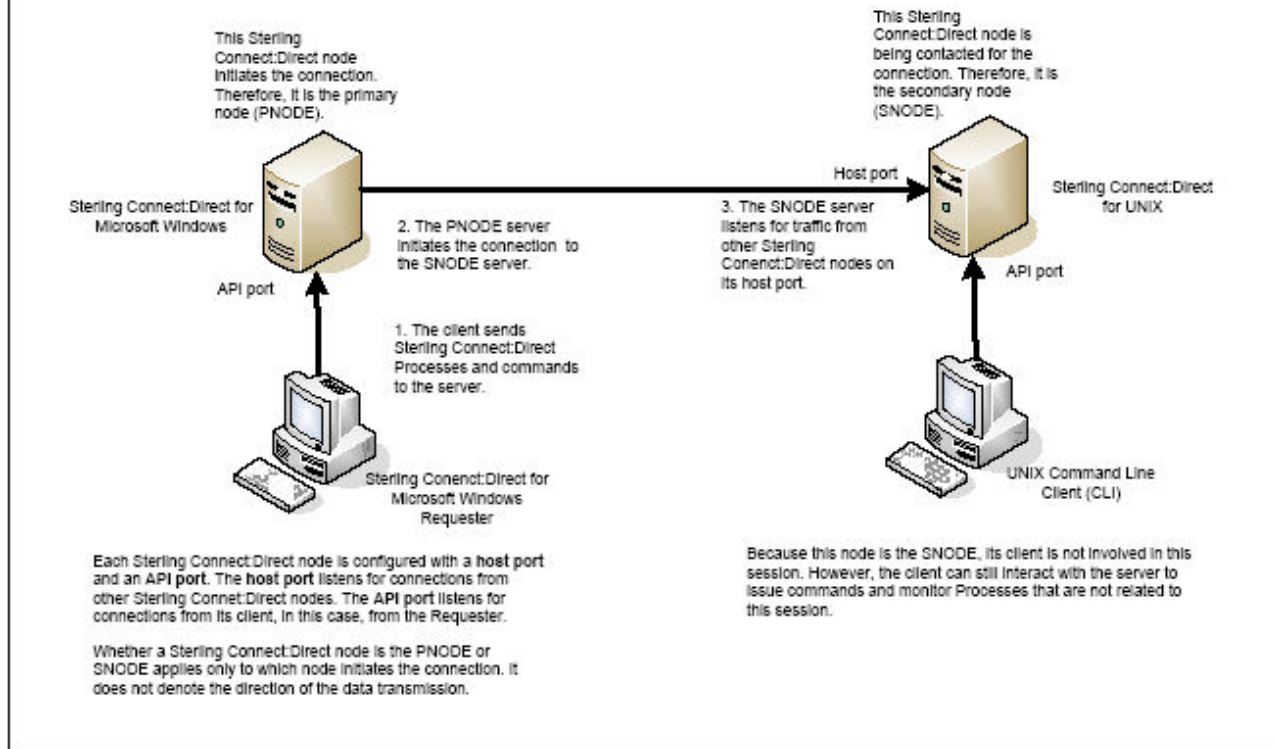 This Sterling
Connect:Direct node
initiates the connection.
Therefore, it is the primary
node (PNODE).
This Sterling
Connect:Direct node is
being contacted for the
connection. Therefore, it is
the secondary node
(SNODE).
Host port
Sterling Connect:Direct for
Microsoft Windows
Sterling Connect:Direct
for UNIX
2. The PNODE server
initiates the connection to
the SNODE server.
3. The SNODE server
listens for traffic from
other Sterling
Conenct:Direct nodes on
its host port.
API port
API port
1. The client sends
Sterling Connect:Direct
Processes and commands
to the server.
Sterling Conenct:Direct for
Microsoft Windows
Requester
UNIX Command Line
Client (CLI)
Each Sterling Connect:Direct node is configured with a host port
and an API port. The host port listens for connections from
other Sterling Connet:Direct nodes. The API port listens for
connections from its client, in this case, from the Requester.
Whether a Sterling Connect:Direct node is the PNODE or
SNODE applies only to which node initiates the connection. It
does not denote the direction of the data transmission.
Because this node is the SNODE, its client is not involved in this
session. However, the client can still interact with the server to
issue commands and monitor Processes that are not related to
this session.